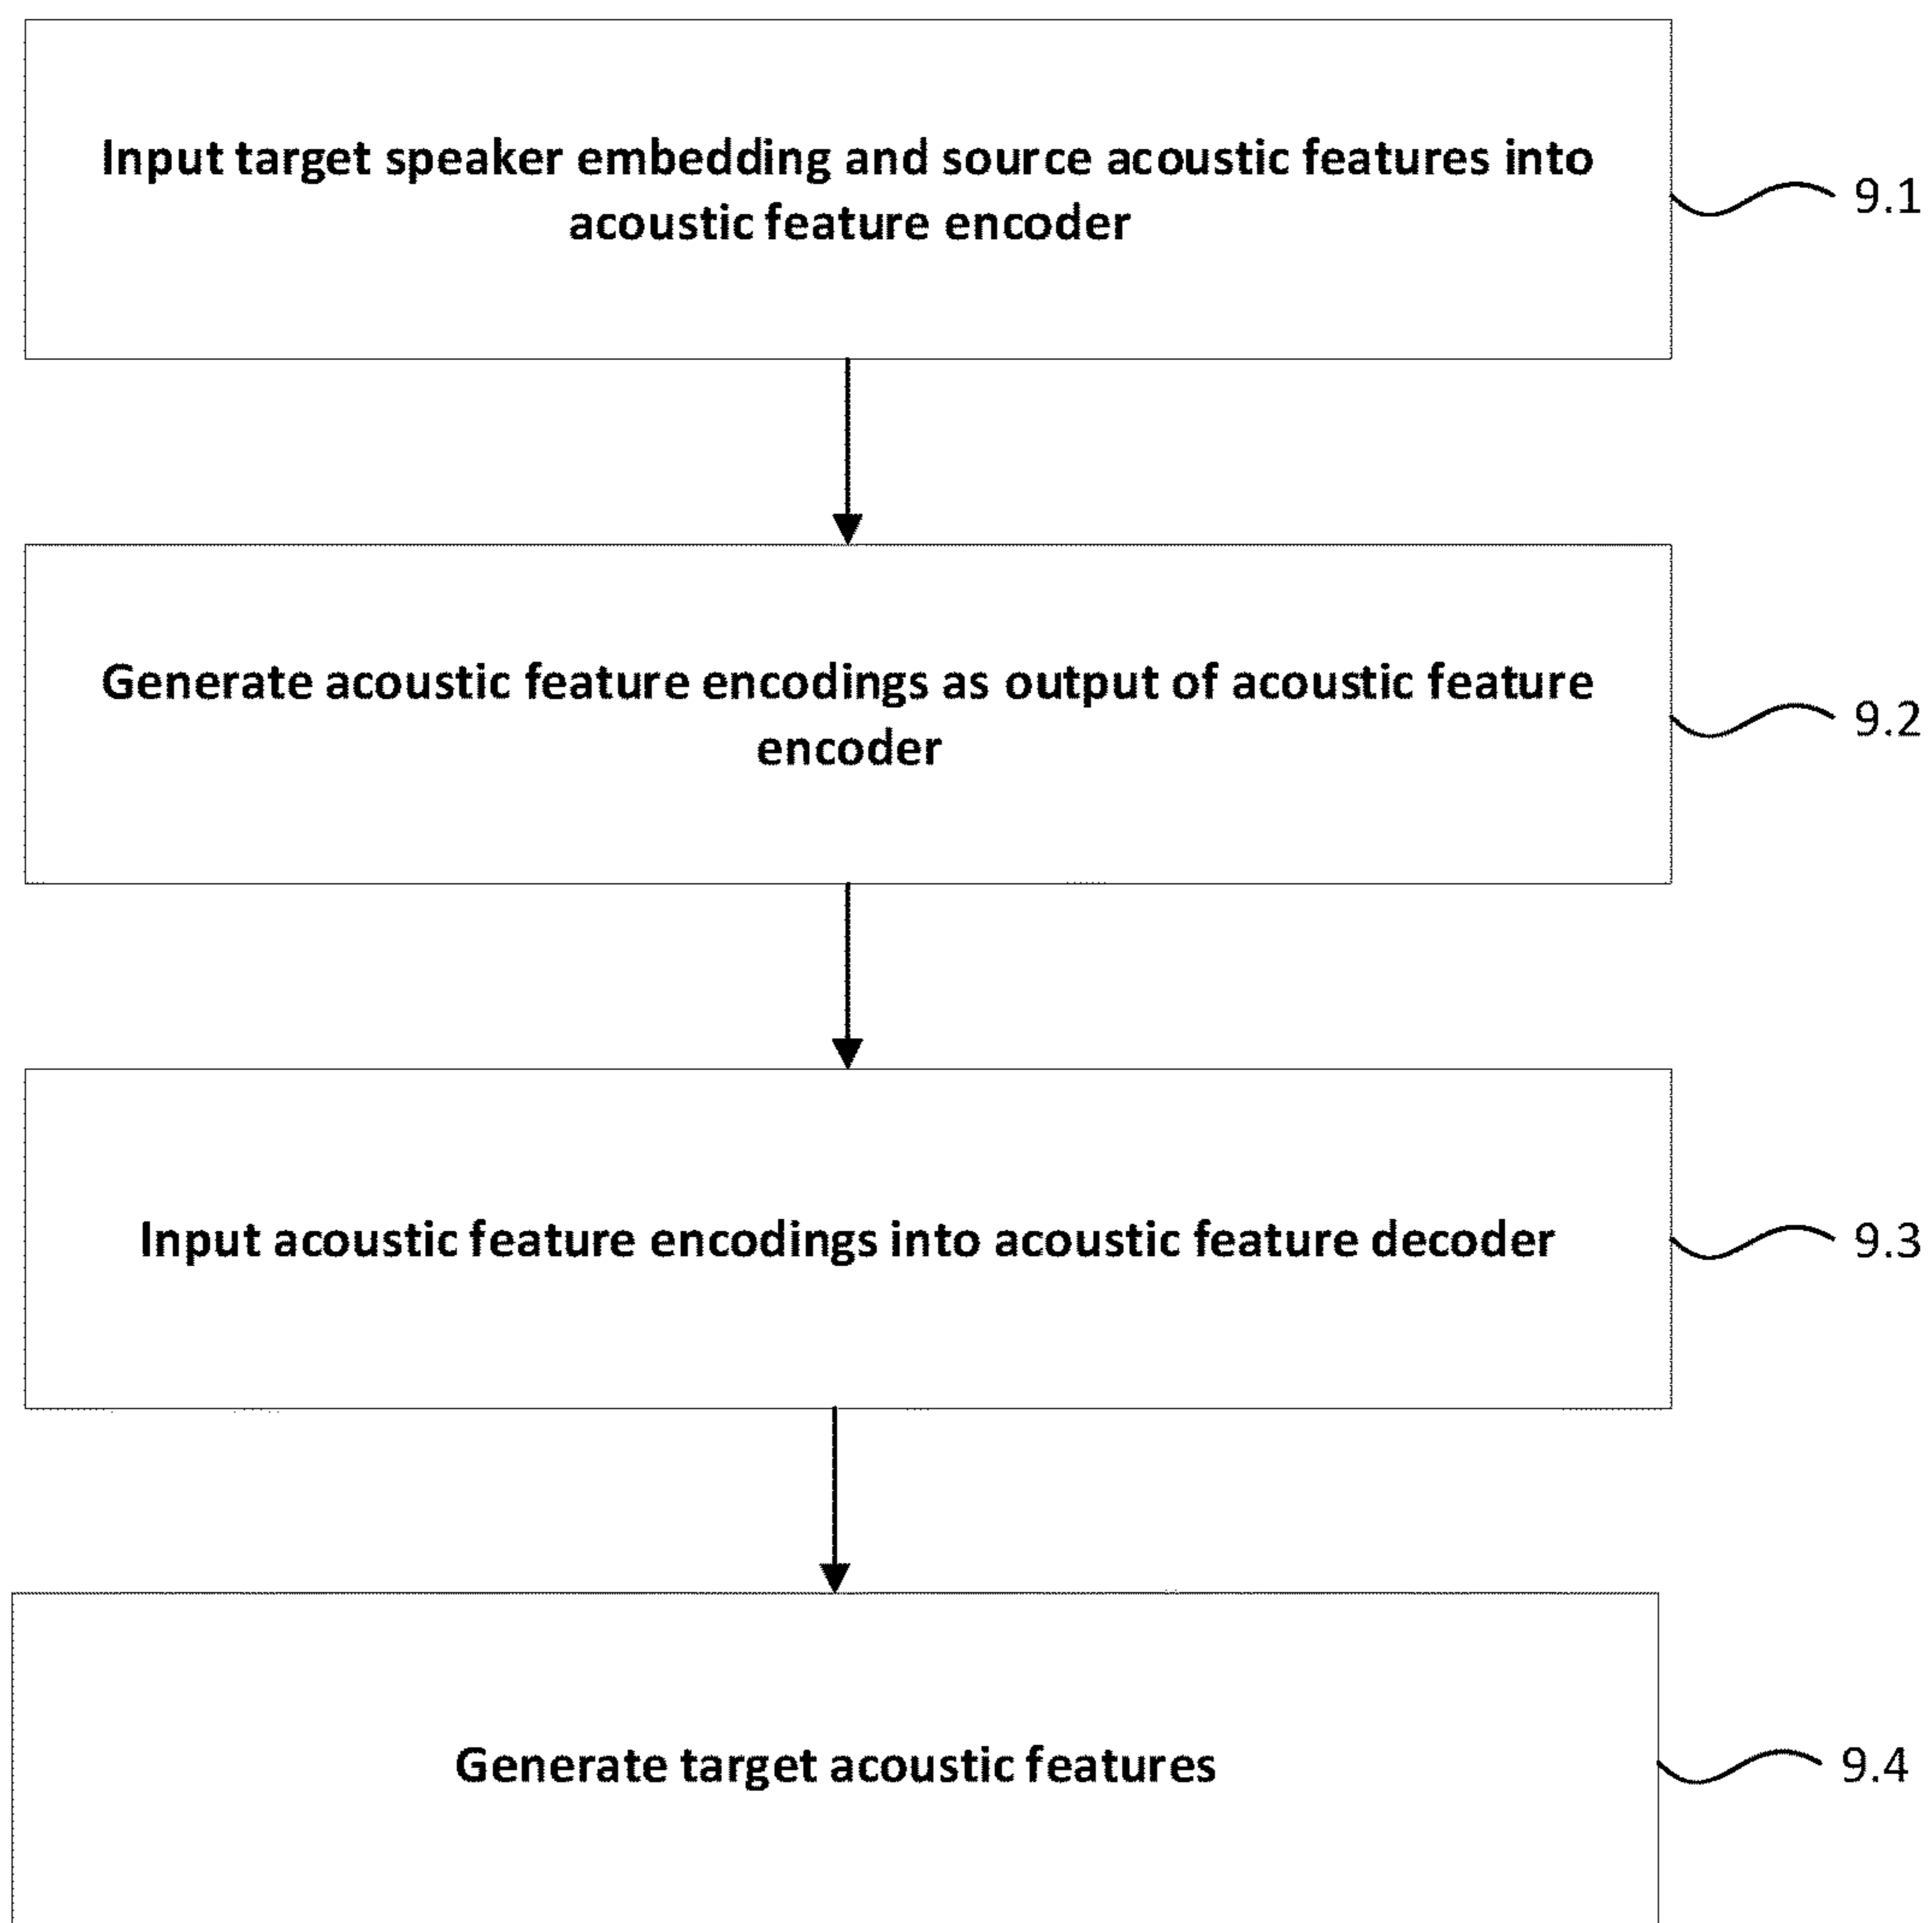 Input target speaker embedding and source acoustic features into
acoustic feature encoder
9.1
Generate acoustic feature encodings as output of acoustic feature
encoder
9.2
Input acoustic feature encodings into acoustic feature decoder
9.3
Generate target acoustic features
9.4